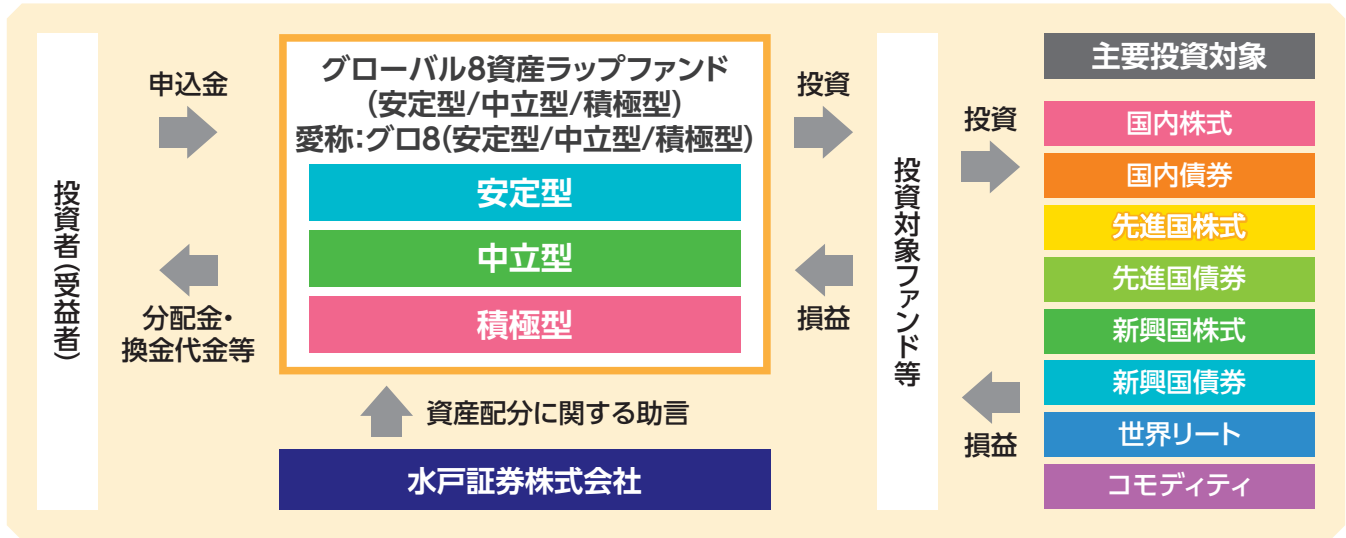 投資者(受益者)
申込金
分配金・
換金代金等
グローバル8資産ラップファンド
(安定型/中立型/積極型)
愛称:グロ8(安定型/中立型/積極型)
安定型
中立型
積極型
資産配分に関する助言
水戸証券株式会社
投資
損益
投資対象ファンド等
投資
損益
主要投資対象
国内株式
国内債券
先進国株式
先進国債券
新興国株式
新興国債券
世界リート
コモディティ